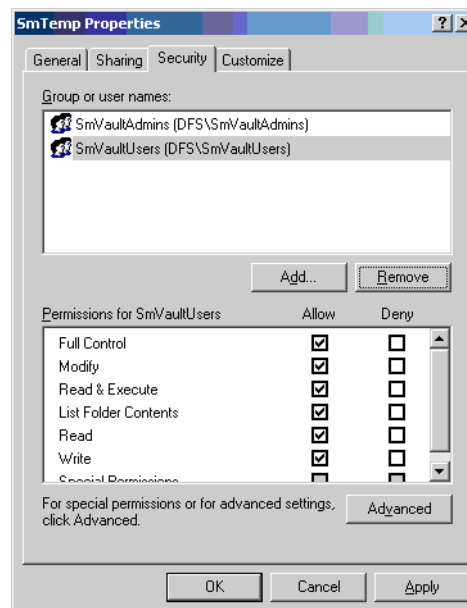 SmTemp Properties
General Sharing Security Customize
Group or user names:
SmVaultAdmins (DFS\SmVaultAdmins)
SmVaultUsers (DFS\SmVaultUsers)
Add... Remove
Permissions for SmVaultUsers Allow Deny
Full Control
Modify
Read & Execute
List Folder Contents
Read
Write
Special Permissions
For special permissions or for advanced settings,
click Advanced.
Advanced
OK Cancel Apply